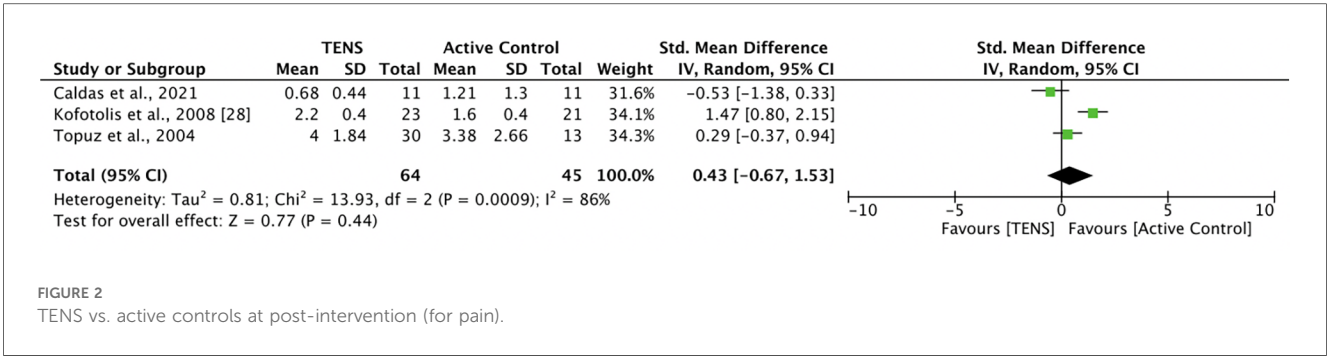 TENS Active Control Std. Mean Difference Std. Mean Difference
Study or Subgroup Mean SD Total Mean SD Total Weight IV, Random, 95% CI IV, Random, 95% CI
Caldas et al., 2021 0.68 0.44 11 1.21 1.3 11 31.6% −0.53 [−1.38, 0.33]
Kofotolis et al., 2008 [28] 2.2 0.4 23 1.6 0.4 21 34.1% 1.47 [0.80, 2.15]
Topuz et al., 2004 4 1.84 30 3.38 2.66 13 34.3% 0.29 [−0.37, 0.94]
Total (95% CI) 64 45 100.0% 0.43 [−0.67, 1.53]
Heterogeneity: Tau² = 0.81; Chi² = 13.93, df = 2 (P = 0.0009); I² = 86%
Test for overall effect: Z = 0.77 (P = 0.44)
−10 −5 0 5 10
Favours [TENS] Favours [Active Control]
FIGURE 2
TENS vs. active controls at post-intervention (for pain).